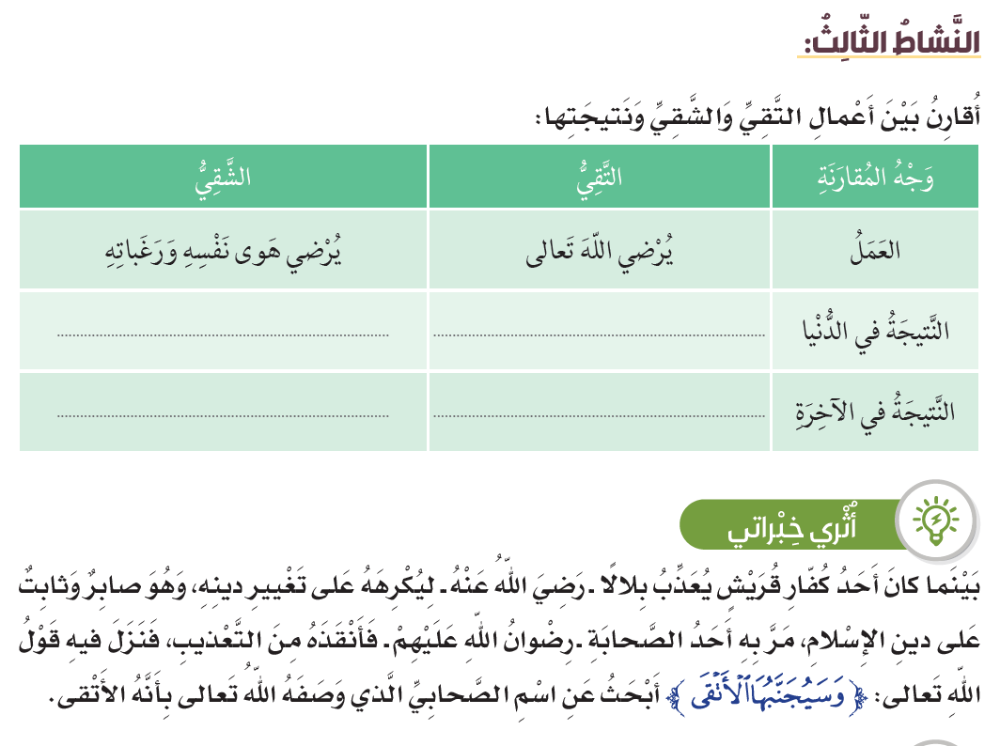 النَّشاطُ الثّالِثُ:
أُقارِنُ بَيْنَ أَعْمالِ التَّقِيِّ وَالشَّقِيِّ وَنَتيجَتِها:
وَجْهُ المُقارَنَةِ التَّقِيُّ الشَّقِيُّ
العَمَلُ يُرْضي اللّهَ تَعالى يُرْضي هَوى نَفْسِهِ وَرَغَباتِهِ
النَّتيجَةُ في الدُّنْيا ........................ ........................
النَّتيجَةُ في الآخِرَةِ ........................ ........................
أُثْري خِبْراتي
بَيْنَما كانَ أَحَدُ كُفّارِ قُرَيْشٍ يُعَذِّبُ بِلالًا ـ رَضِيَ اللّهُ عَنْهُ ـ لِيُكْرِهَهُ عَلى تَغْييرِ دينِهِ، وَهُوَ صابِرٌ وَثابِتٌ
عَلى دينِ الإِسْلامِ، مَرَّ بِهِ أَحَدُ الصَّحابَةِ ـ رِضْوانُ اللّهِ عَلَيْهِمْ ـ فَأَنْقَذَهُ مِنَ التَّعْذيبِ، فَنَزَلَ فيهِ قَوْلُ
اللّهِ تَعالى: ﴿ وَسَيُجَنَّبُهَا ٱلْأَتْقَى ﴾ أَبْحَثُ عَنِ اسْمِ الصَّحابِيِّ الَّذي وَصَفَهُ اللّهُ تَعالى بِأَنَّهُ الأَتْقى.